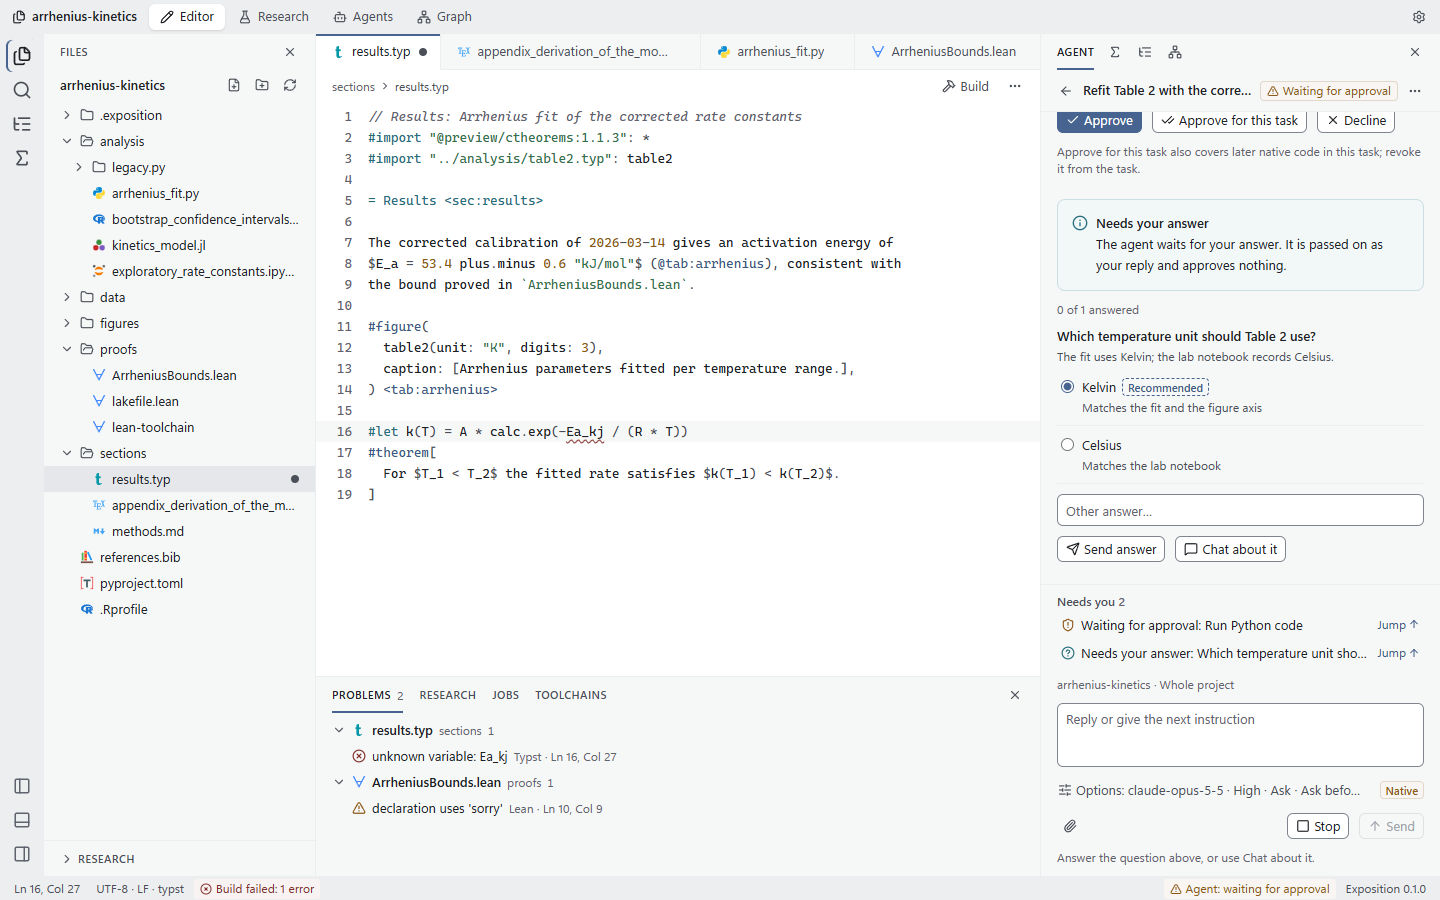 arrhenius-kinetics
Editor
Research
Agents
Graph
FILES
arrhenius-kinetics
.exposition
analysis
legacy.py
arrhenius_fit.py
bootstrap_confidence_intervals...
kinetics_model.jl
exploratory_rate_constants.ipy...
data
figures
proofs
ArrheniusBounds.lean
lakefile.lean
lean-toolchain
sections
results.typ
appendix_derivation_of_the_m...
methods.md
references.bib
pyproject.toml
.Rprofile
RESEARCH
results.typ
appendix_derivation_of_the_mo...
arrhenius_fit.py
ArrheniusBounds.lean
sections > results.typ
Build
1 // Results: Arrhenius fit of the corrected rate constants
2 #import "@preview/ctheorems:1.1.3": *
3 #import "../analysis/table2.typ": table2
4
5 = Results <sec:results>
6
7 The corrected calibration of 2026-03-14 gives an activation energy of
8 $E_a = 53.4 plus.minus 0.6 "kJ/mol"$ (@tab:arrhenius), consistent with
9 the bound proved in `ArrheniusBounds.lean`.
10
11 #figure(
12 table2(unit: "K", digits: 3),
13 caption: [Arrhenius parameters fitted per temperature range.],
14 ) <tab:arrhenius>
15
16 #let k(T) = A * calc.exp(-Ea_kj / (R * T))
17 #theorem[
18 For $T_1 < T_2$ the fitted rate satisfies $k(T_1) < k(T_2)$.
19 ]
PROBLEMS 2
RESEARCH
JOBS
TOOLCHAINS
results.typ sections 1
unknown variable: Ea_kj Typst · Ln 16, Col 27
ArrheniusBounds.lean proofs 1
declaration uses 'sorry' Lean · Ln 10, Col 9
AGENT
Refit Table 2 with the corre...
Waiting for approval
Approve
Approve for this task
Decline
Approve for this task also covers later native code in this task; revoke
it from the task.
Needs your answer
The agent waits for your answer. It is passed on as
your reply and approves nothing.
0 of 1 answered
Which temperature unit should Table 2 use?
The fit uses Kelvin; the lab notebook records Celsius.
Kelvin Recommended
Matches the fit and the figure axis
Celsius
Matches the lab notebook
Other answer...
Send answer
Chat about it
Needs you 2
Waiting for approval: Run Python code Jump ↑
Needs your answer: Which temperature unit sho... Jump ↑
arrhenius-kinetics · Whole project
Reply or give the next instruction
Options: claude-opus-5-5 · High · Ask · Ask befo...
Native
Stop
Send
Answer the question above, or use Chat about it.
Ln 16, Col 27
UTF-8 · LF · typst
Build failed: 1 error
Agent: waiting for approval
Exposition 0.1.0